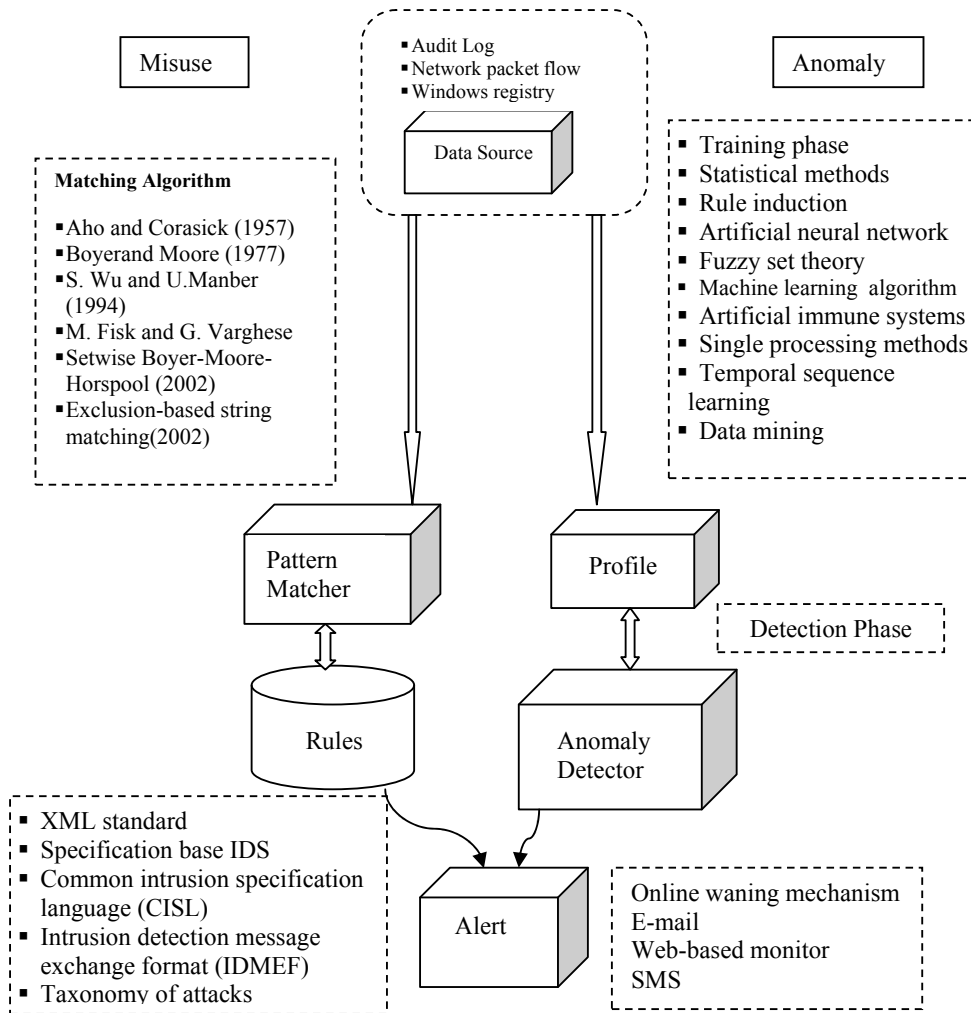 Misuse
▪ Audit Log
▪ Network packet flow
▪ Windows registry
Data Source
Anomaly
Matching Algorithm
▪Aho and Corasick (1957)
▪Boyerand Moore (1977)
▪S. Wu and U.Manber
(1994)
▪M. Fisk and G. Varghese
▪Setwise Boyer-Moore-
Horspool (2002)
▪Exclusion-based string
matching(2002)
▪ Training phase
▪ Statistical methods
▪ Rule induction
▪ Artificial neural network
▪ Fuzzy set theory
▪ Machine learning algorithm
▪ Artificial immune systems
▪ Single processing methods
▪ Temporal sequence
learning
▪ Data mining
Pattern
Matcher
Profile
Detection Phase
Rules
Anomaly
Detector
▪ XML standard
▪ Specification base IDS
▪ Common intrusion specification
language (CISL)
▪ Intrusion detection message
exchange format (IDMEF)
▪ Taxonomy of attacks
Alert
Online waning mechanism
E-mail
Web-based monitor
SMS